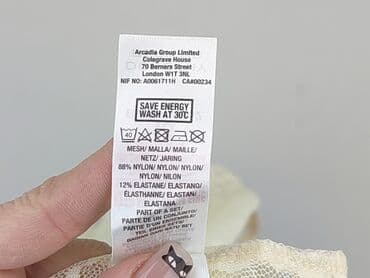 Arcadia Group Limited
Colegrave House
70 Berners Street
London W1T 3NL
NIF NO: A0061711H CA#00234
SAVE ENERGY
WASH AT 30°C
40
MESH/ MALLA/ MAILLE/
NETZ/ JARING
88% NYLON/ NYLON/ NYLON/
NYLON/ NILON
12% ELASTANE/ ELASTANO/
ÉLASTHANNE/ ELASTAN/
ELASTANA
PART OF A SET/
PARTE DE UN CONJUNTO/